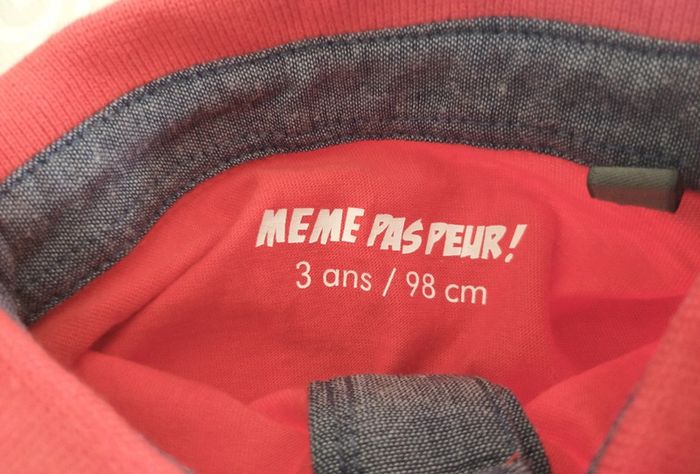 MEME PAS PEUR!
3 ans / 98 cm